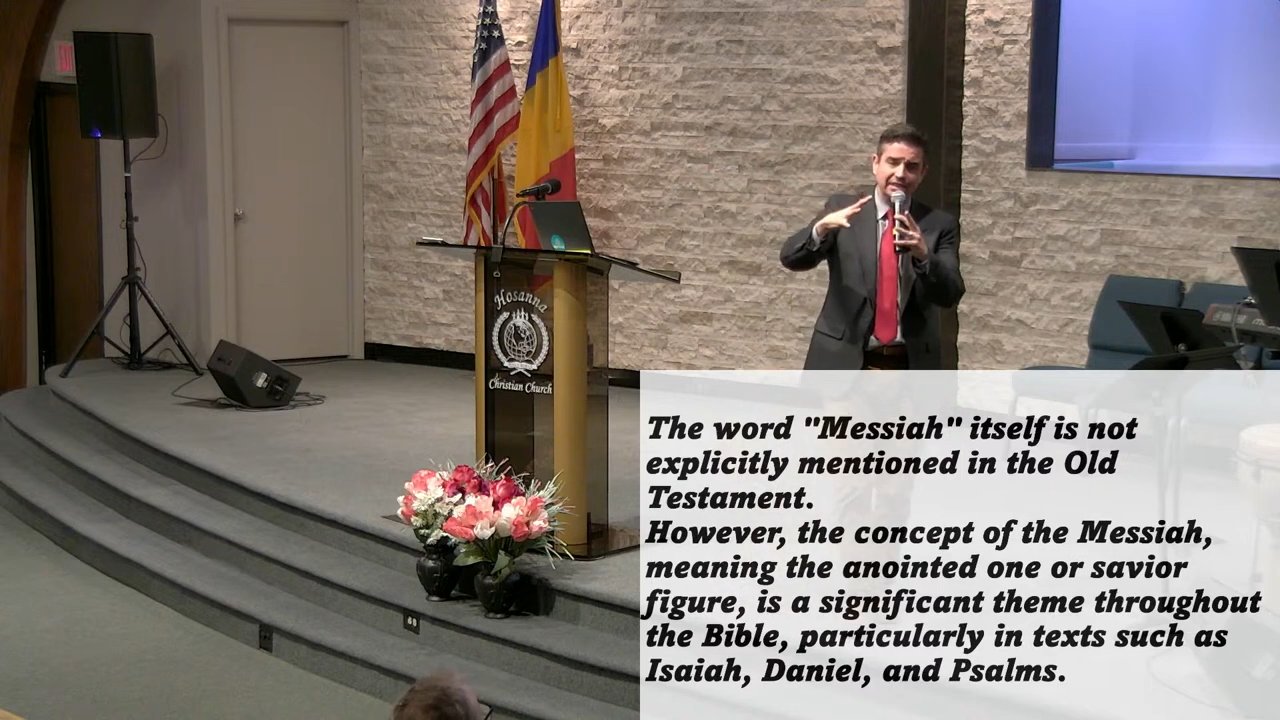 Hosanna
Christian Church
The word "Messiah" itself is not
explicitly mentioned in the Old
Testament.
However, the concept of the Messiah,
meaning the anointed one or savior
figure, is a significant theme throughout
the Bible, particularly in texts such as
Isaiah, Daniel, and Psalms.